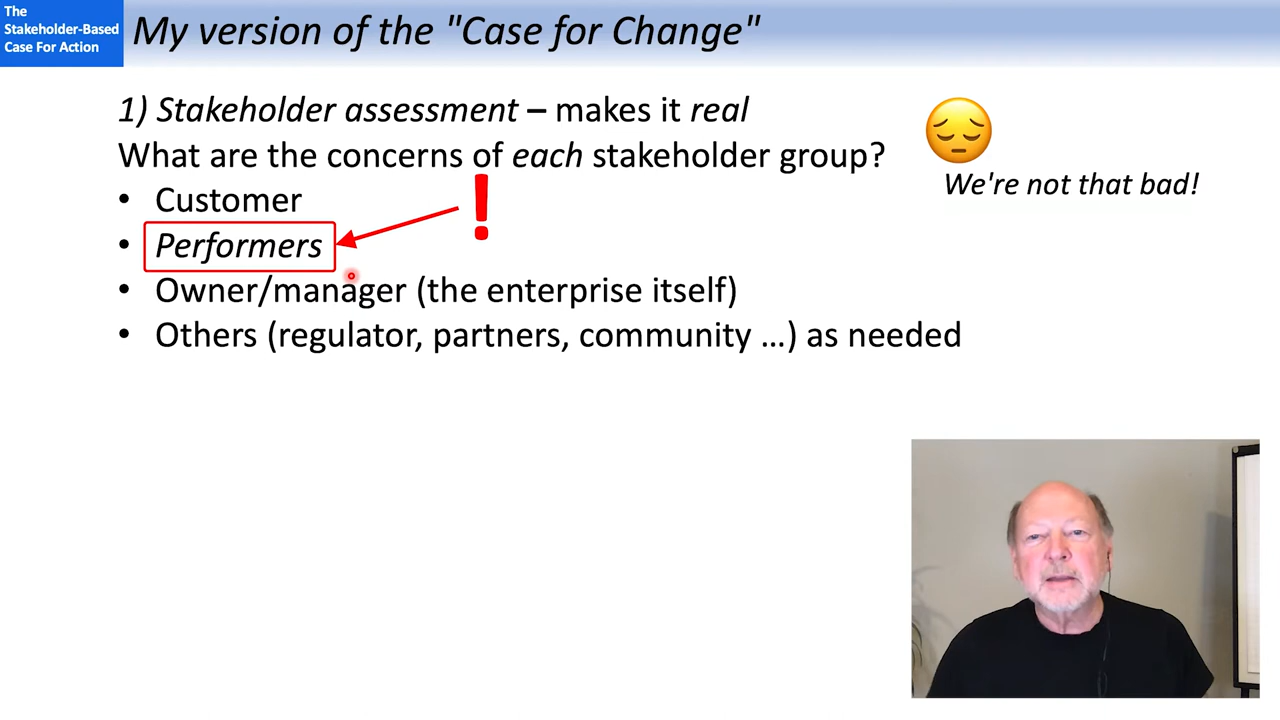 The
Stakeholder-Based
Case For Action
My version of the "Case for Change"
1) Stakeholder assessment – makes it real
What are the concerns of each stakeholder group?
We're not that bad!
• Customer
!
• Performers
• Owner/manager (the enterprise itself)
• Others (regulator, partners, community …) as needed